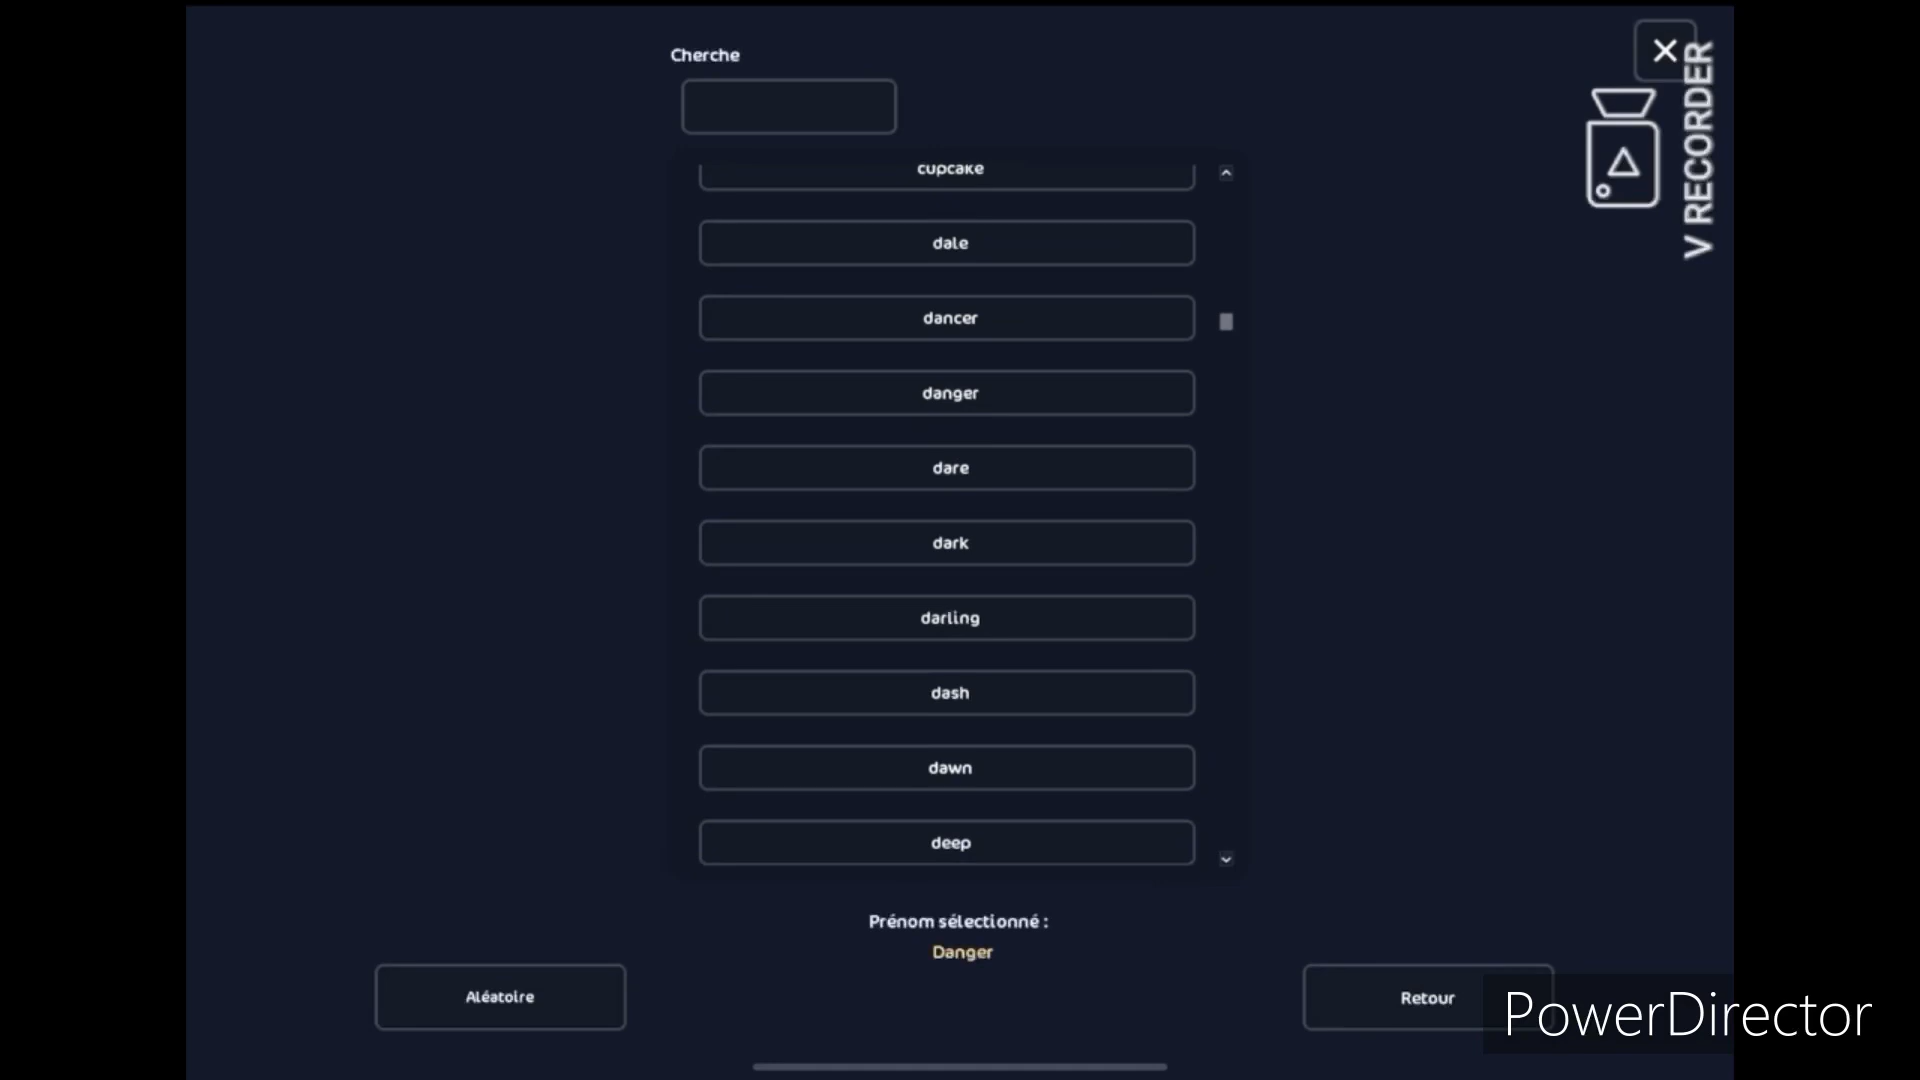 Cherche
V RECORDER
cupcake
dale
dancer
danger
dare
dark
darling
dash
dawn
deep
Prénom sélectionné :
Danger
Aléatoire
Retour
PowerDirector